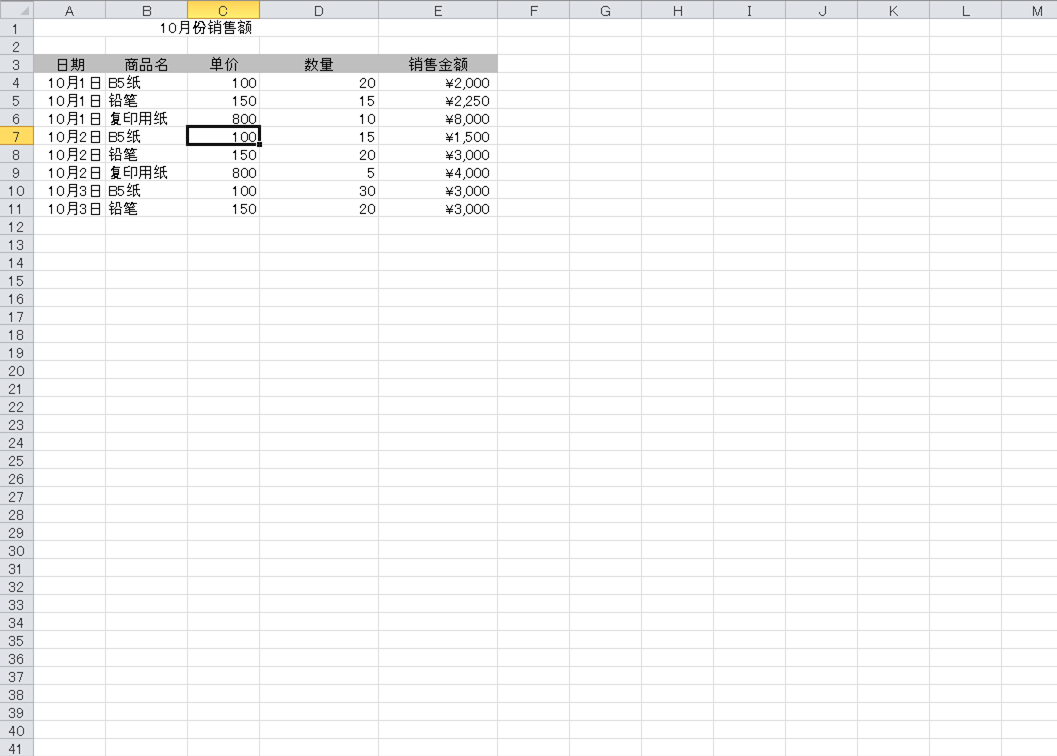 A B C D E F G H I J K L M
1 10月份销售额
2
3 日期 商品名 单价 数量 销售金额
4 10月1日 B5纸 100 20 ¥2,000
5 10月1日 铅笔 150 15 ¥2,250
6 10月1日 复印用纸 800 10 ¥8,000
7 10月2日 B5纸 100 15 ¥1,500
8 10月2日 铅笔 150 20 ¥3,000
9 10月2日 复印用纸 800 5 ¥4,000
10 10月3日 B5纸 100 30 ¥3,000
11 10月3日 铅笔 150 20 ¥3,000
12
13
14
15
16
17
18
19
20
21
22
23
24
25
26
27
28
29
30
31
32
33
34
35
36
37
38
39
40
41